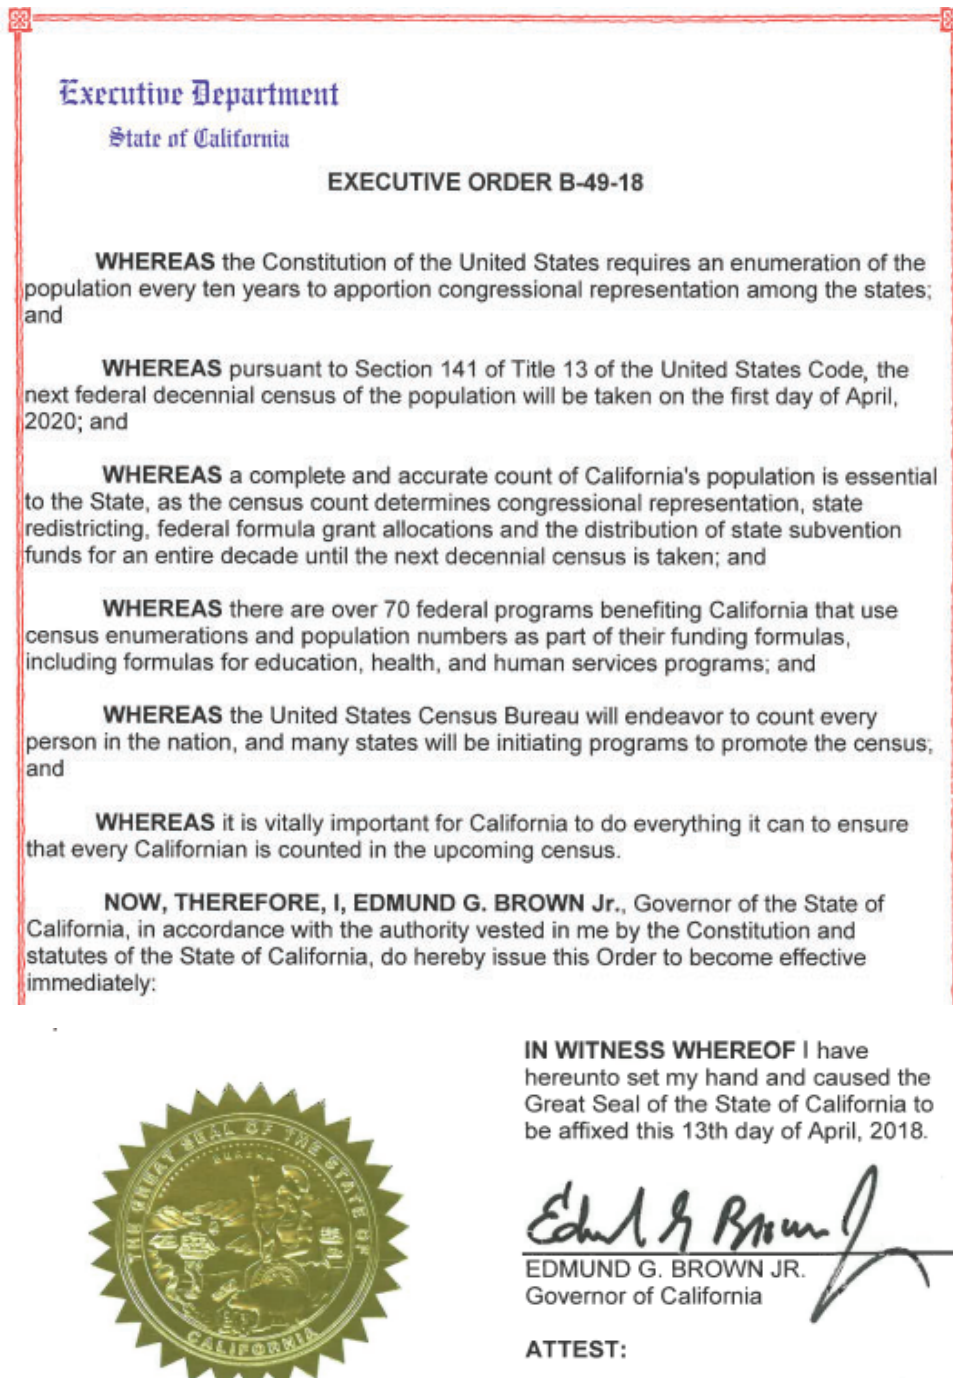 Executive Department
State of California
EXECUTIVE ORDER B-49-18
WHEREAS the Constitution of the United States requires an enumeration of the
population every ten years to apportion congressional representation among the states;
and
WHEREAS pursuant to Section 141 of Title 13 of the United States Code, the
next federal decennial census of the population will be taken on the first day of April,
2020; and
WHEREAS a complete and accurate count of California's population is essential
to the State, as the census count determines congressional representation, state
redistricting, federal formula grant allocations and the distribution of state subvention
funds for an entire decade until the next decennial census is taken; and
WHEREAS there are over 70 federal programs benefiting California that use
census enumerations and population numbers as part of their funding formulas,
including formulas for education, health, and human services programs; and
WHEREAS the United States Census Bureau will endeavor to count every
person in the nation, and many states will be initiating programs to promote the census;
and
WHEREAS it is vitally important for California to do everything it can to ensure
that every Californian is counted in the upcoming census.
NOW, THEREFORE, I, EDMUND G. BROWN Jr., Governor of the State of
California, in accordance with the authority vested in me by the Constitution and
statutes of the State of California, do hereby issue this Order to become effective
immediately:
IN WITNESS WHEREOF I have
hereunto set my hand and caused the
Great Seal of the State of California to
be affixed this 13th day of April, 2018.
THE GREAT SEAL OF THE STATE OF
EUREKA
CALIFORNIA
Edmund G Brown Jr
EDMUND G. BROWN JR.
Governor of California
ATTEST: